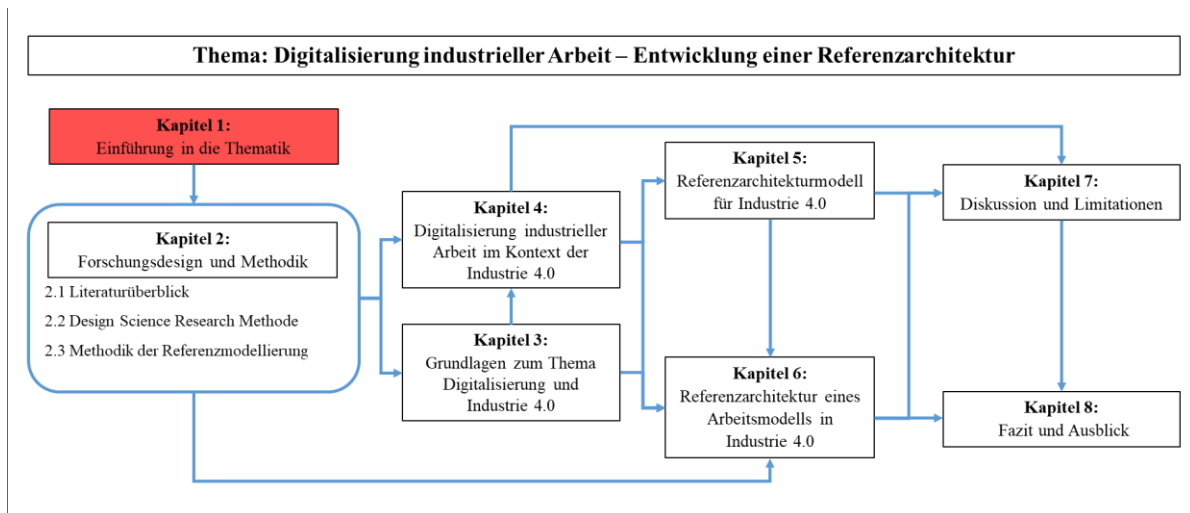 Thema: Digitalisierung industrieller Arbeit – Entwicklung einer Referenzarchitektur
Kapitel 1:
Einführung in die Thematik
Kapitel 2:
Forschungsdesign und Methodik
2.1 Literaturüberblick
2.2 Design Science Research Methode
2.3 Methodik der Referenzmodellierung
Kapitel 4:
Digitalisierung industrieller
Arbeit im Kontext der
Industrie 4.0
Kapitel 3:
Grundlagen zum Thema
Digitalisierung und
Industrie 4.0
Kapitel 5:
Referenzarchitekturmodell
für Industrie 4.0
Kapitel 6:
Referenzarchitektur eines
Arbeitsmodells in
Industrie 4.0
Kapitel 7:
Diskussion und Limitationen
Kapitel 8:
Fazit und Ausblick